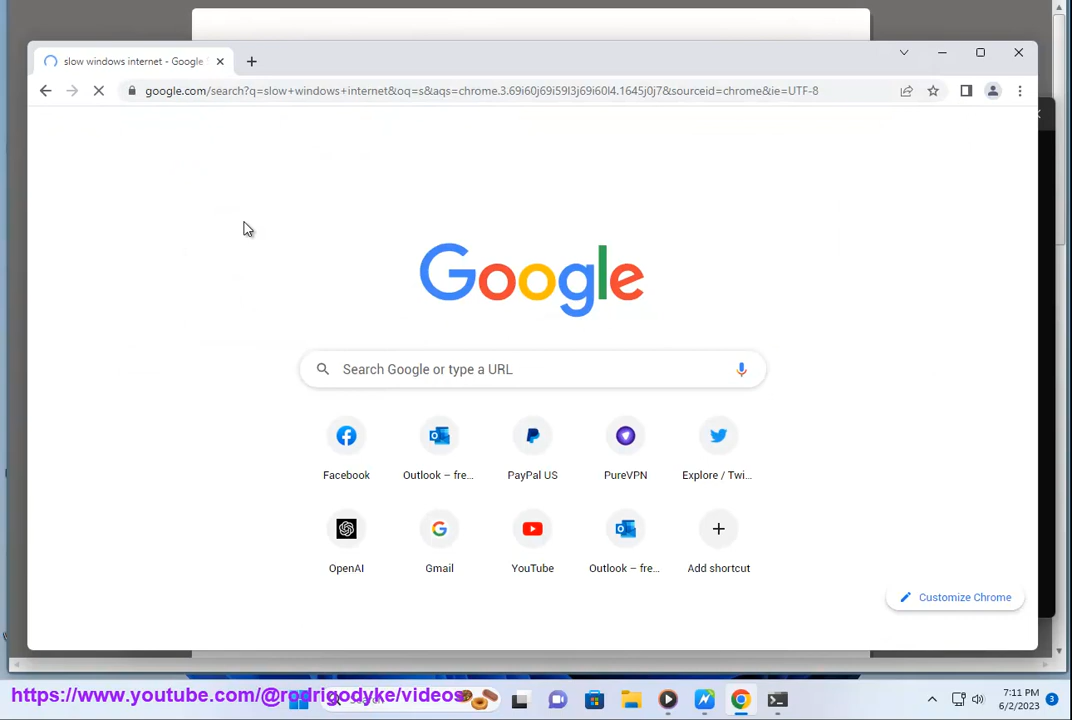 slow windows internet - Google
google.com/search?q=slow+windows+internet&oq=s&aqs=chrome.3.69i60j69i59l3j69i60l4.1645j0j7&sourceid=chrome&ie=UTF-8
Google
Search Google or type a URL
Facebook
Outlook – fre...
PayPal US
PureVPN
Explore / Twi...
OpenAI
Gmail
YouTube
Outlook – fre...
Add shortcut
Customize Chrome
https://www.youtube.com/@rodrigodyke/videos
Search
7:11 PM
6/2/2023
3